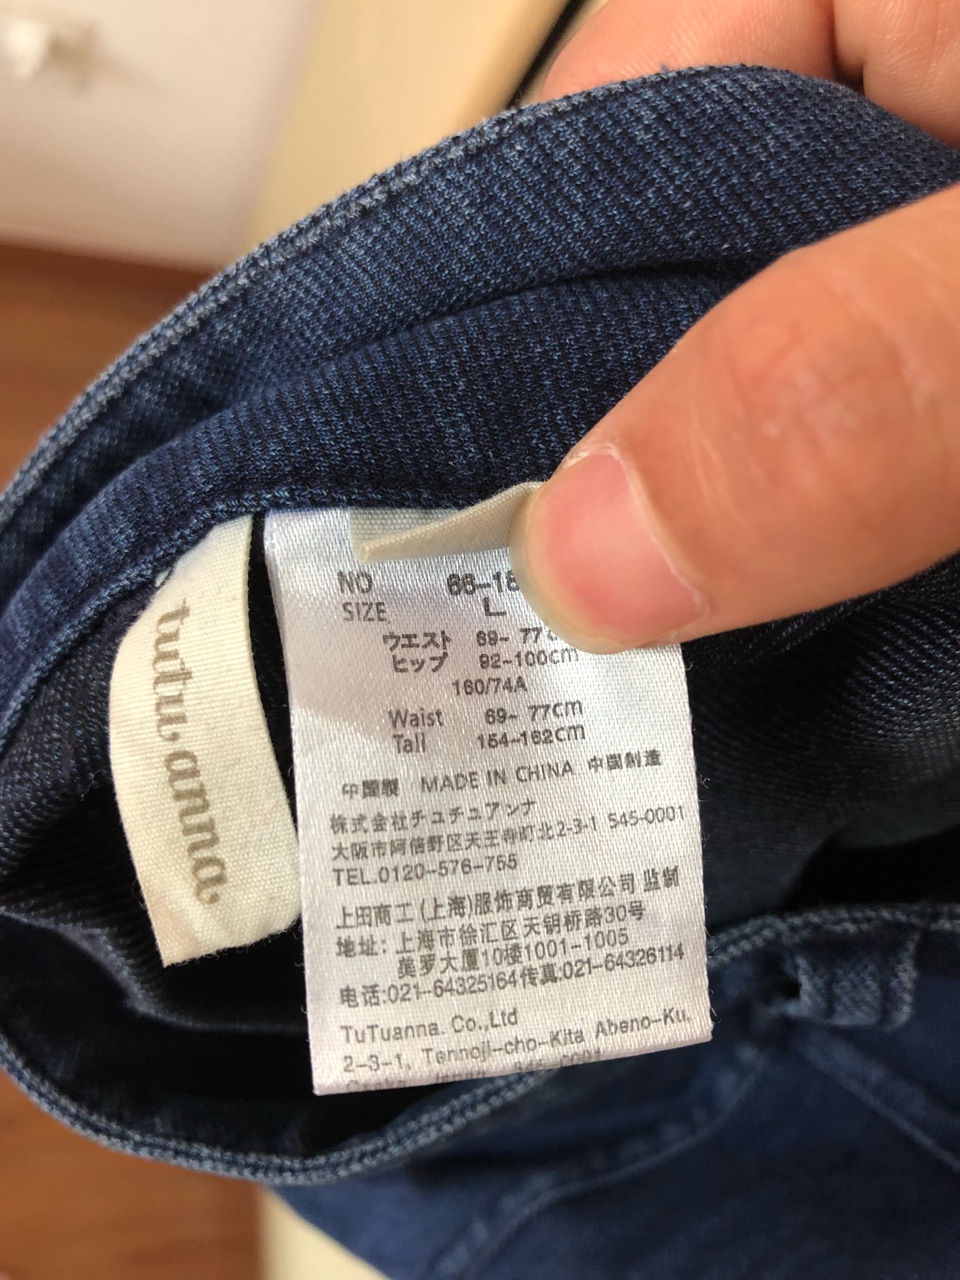 tutu.anna
NO 66-18
SIZE L
ウエスト 69- 77c
ヒップ 92-100cm
160/74A
Waist 69- 77cm
Tall 154-162cm
中国製 MADE IN CHINA 中国制造
株式会社チュチュアンナ
大阪市阿倍野区天王寺町北2-3-1 545-0001
TEL.0120-576-755
上田商工(上海)服饰商贸有限公司 监制
地址: 上海市徐汇区天钥桥路30号
美罗大厦10楼1001-1005
电话:021-64325164传真:021-64326114
TuTuanna. Co.,Ltd
2-3-1, Tennoji-cho-Kita Abeno-Ku,